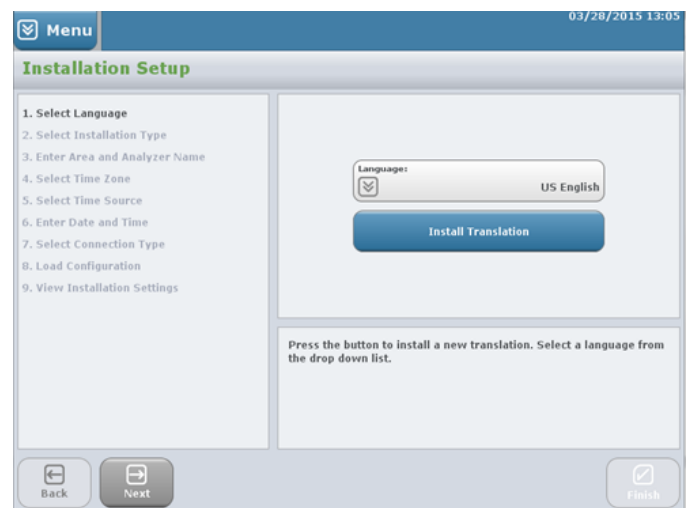 03/28/2015 13:05
Menu
Installation Setup
1. Select Language
2. Select Installation Type
3. Enter Area and Analyzer Name
4. Select Time Zone
5. Select Time Source
6. Enter Date and Time
7. Select Connection Type
8. Load Configuration
9. View Installation Settings
Language:
US English
Install Translation
Press the button to install a new translation. Select a language from
the drop down list.
Back
Next
Finish